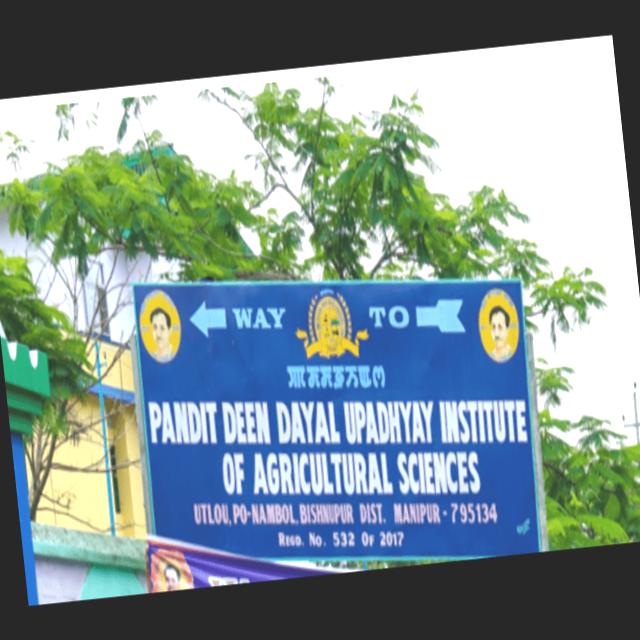 WAY TO
PANDIT DEEN DAYAL UPADHYAY INSTITUTE
OF AGRICULTURAL SCIENCES
UTLOU, PO-NAMBOL, BISHNUPUR DIST. MANIPUR - 795134
REGD. NO. 532 OF 2017